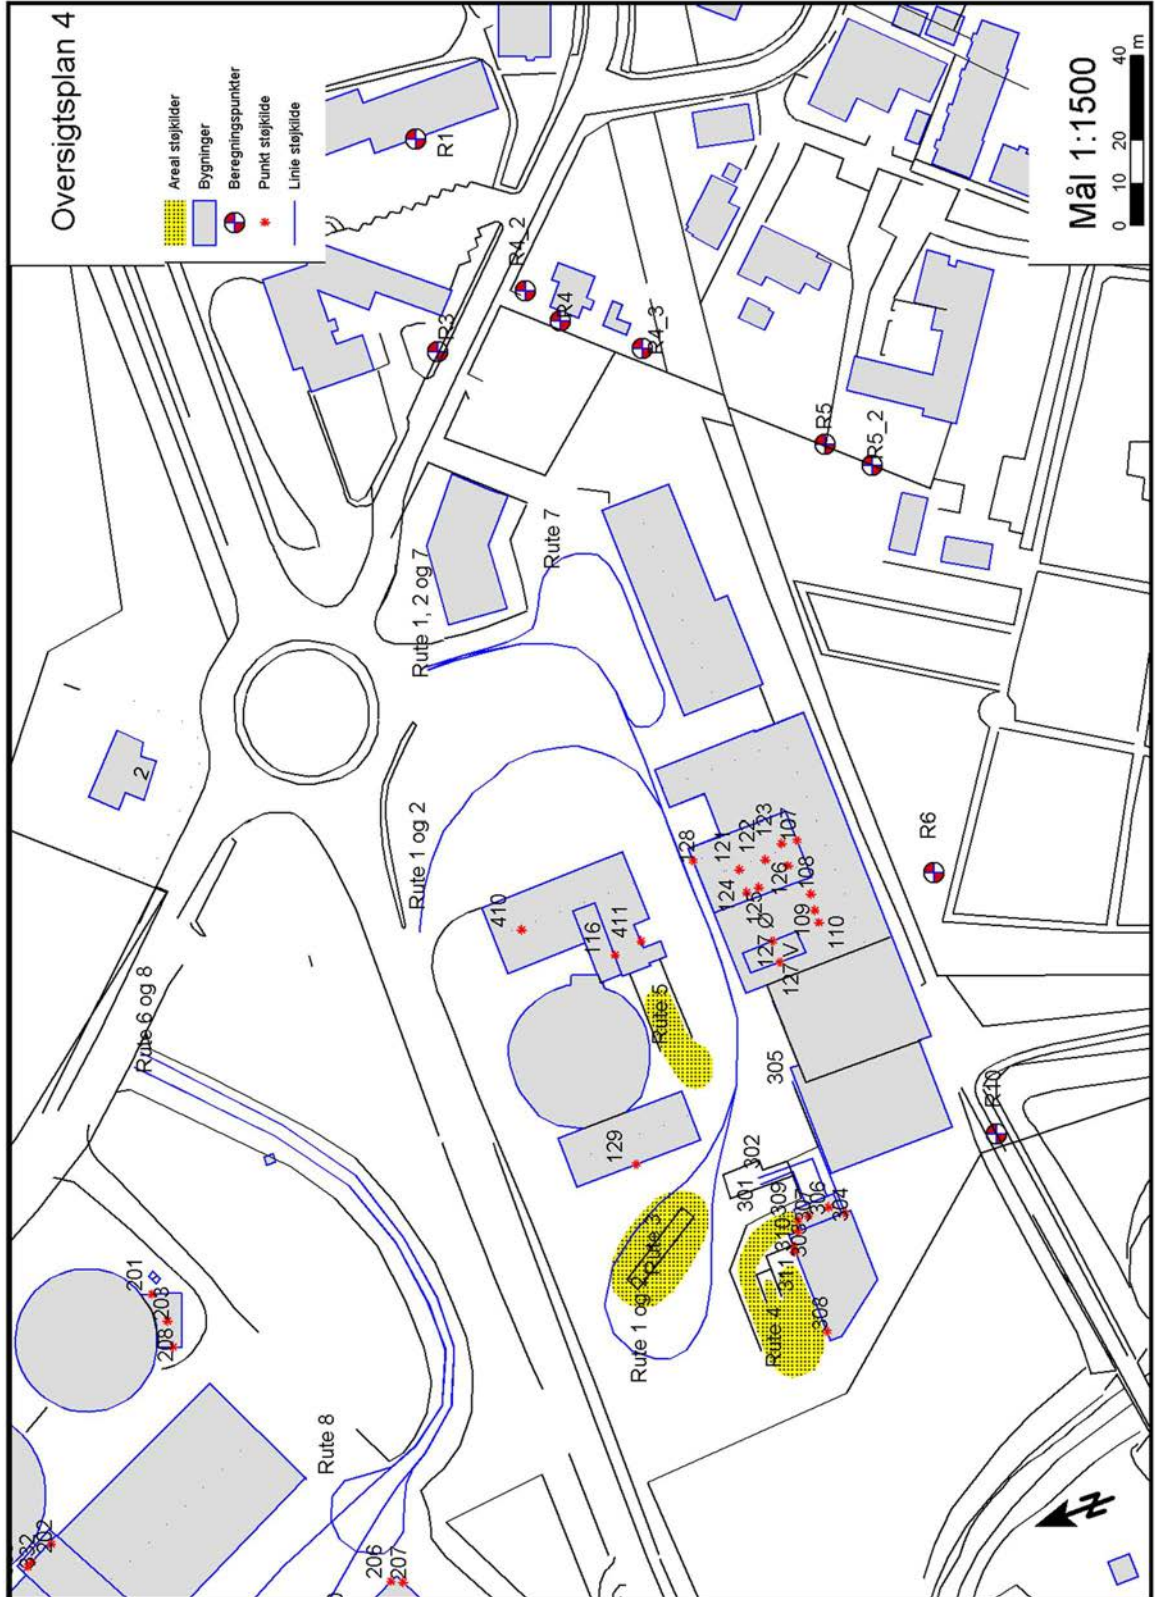 Oversigtsplan 4
Areal støjkilder
Bygninger
Beregningspunkter
Punkt støjkilde
Linie støjkilde
R1
R4_2
R3
R4
R4_3
R5
R5_2
Rute 7
Rute 1, 2 og 7
2
Rute 1 og 2
R6
128
121
122
123
107
124
125
126
108
109
110
127 Ø
127 V
410
116
411
Rute 5
Rute 6 og 8
305
R10
129
302
301
309
307
306
304
310
303
311
308
Rute 3
Rute 1 og 2
Rute 4
201
203
208
Rute 8
202
206
207
N
Mål 1:1500
0 10 20 40
m